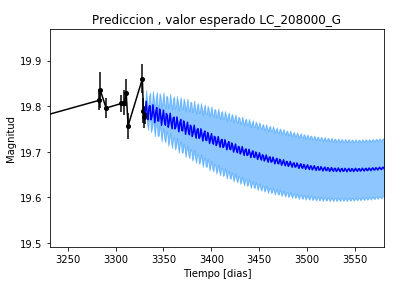 Prediccion , valor esperado LC_208000_G
Magnitud
19.9
19.8
19.7
19.6
19.5
3250 3300 3350 3400 3450 3500 3550
Tiempo [dias]